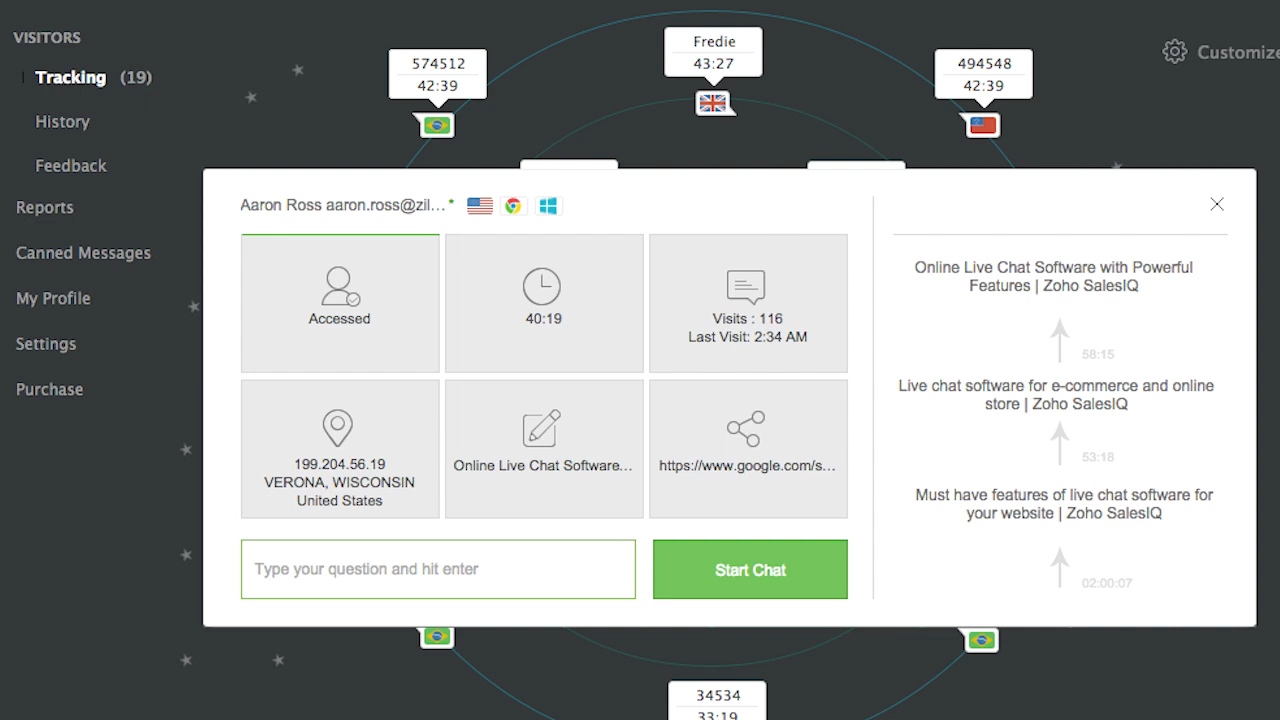 VISITORS
Tracking (19)
History
Feedback
Reports
Canned Messages
My Profile
Settings
Purchase
574512
42:39
Fredie
43:27
494548
42:39
Customize
Aaron Ross aaron.ross@zil...
Accessed
40:19
Visits : 116
Last Visit: 2:34 AM
199.204.56.19
VERONA, WISCONSIN
United States
Online Live Chat Software...
https://www.google.com/s...
Type your question and hit enter
Start Chat
Online Live Chat Software with Powerful
Features | Zoho SalesIQ
58:15
Live chat software for e-commerce and online
store | Zoho SalesIQ
53:18
Must have features of live chat software for
your website | Zoho SalesIQ
02:00:07
34534
33:19